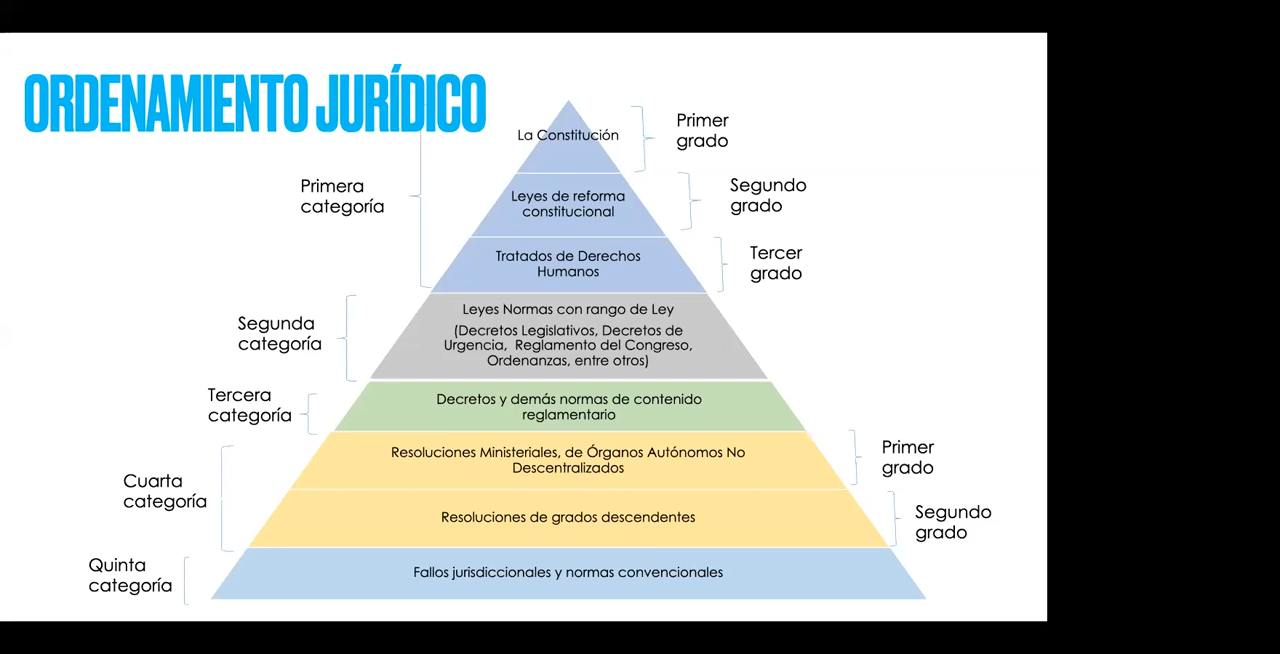 ORDENAMIENTO JURÍDICO
La Constitución
Primer
grado
Primera
categoría
Leyes de reforma
constitucional
Segundo
grado
Tratados de Derechos
Humanos
Tercer
grado
Segunda
categoría
Leyes Normas con rango de Ley
(Decretos Legislativos, Decretos de
Urgencia, Reglamento del Congreso,
Ordenanzas, entre otros)
Tercera
categoría
Decretos y demás normas de contenido
reglamentario
Cuarta
categoría
Resoluciones Ministeriales, de Órganos Autónomos No
Descentralizados
Primer
grado
Resoluciones de grados descendentes
Segundo
grado
Quinta
categoría
Fallos jurisdiccionales y normas convencionales